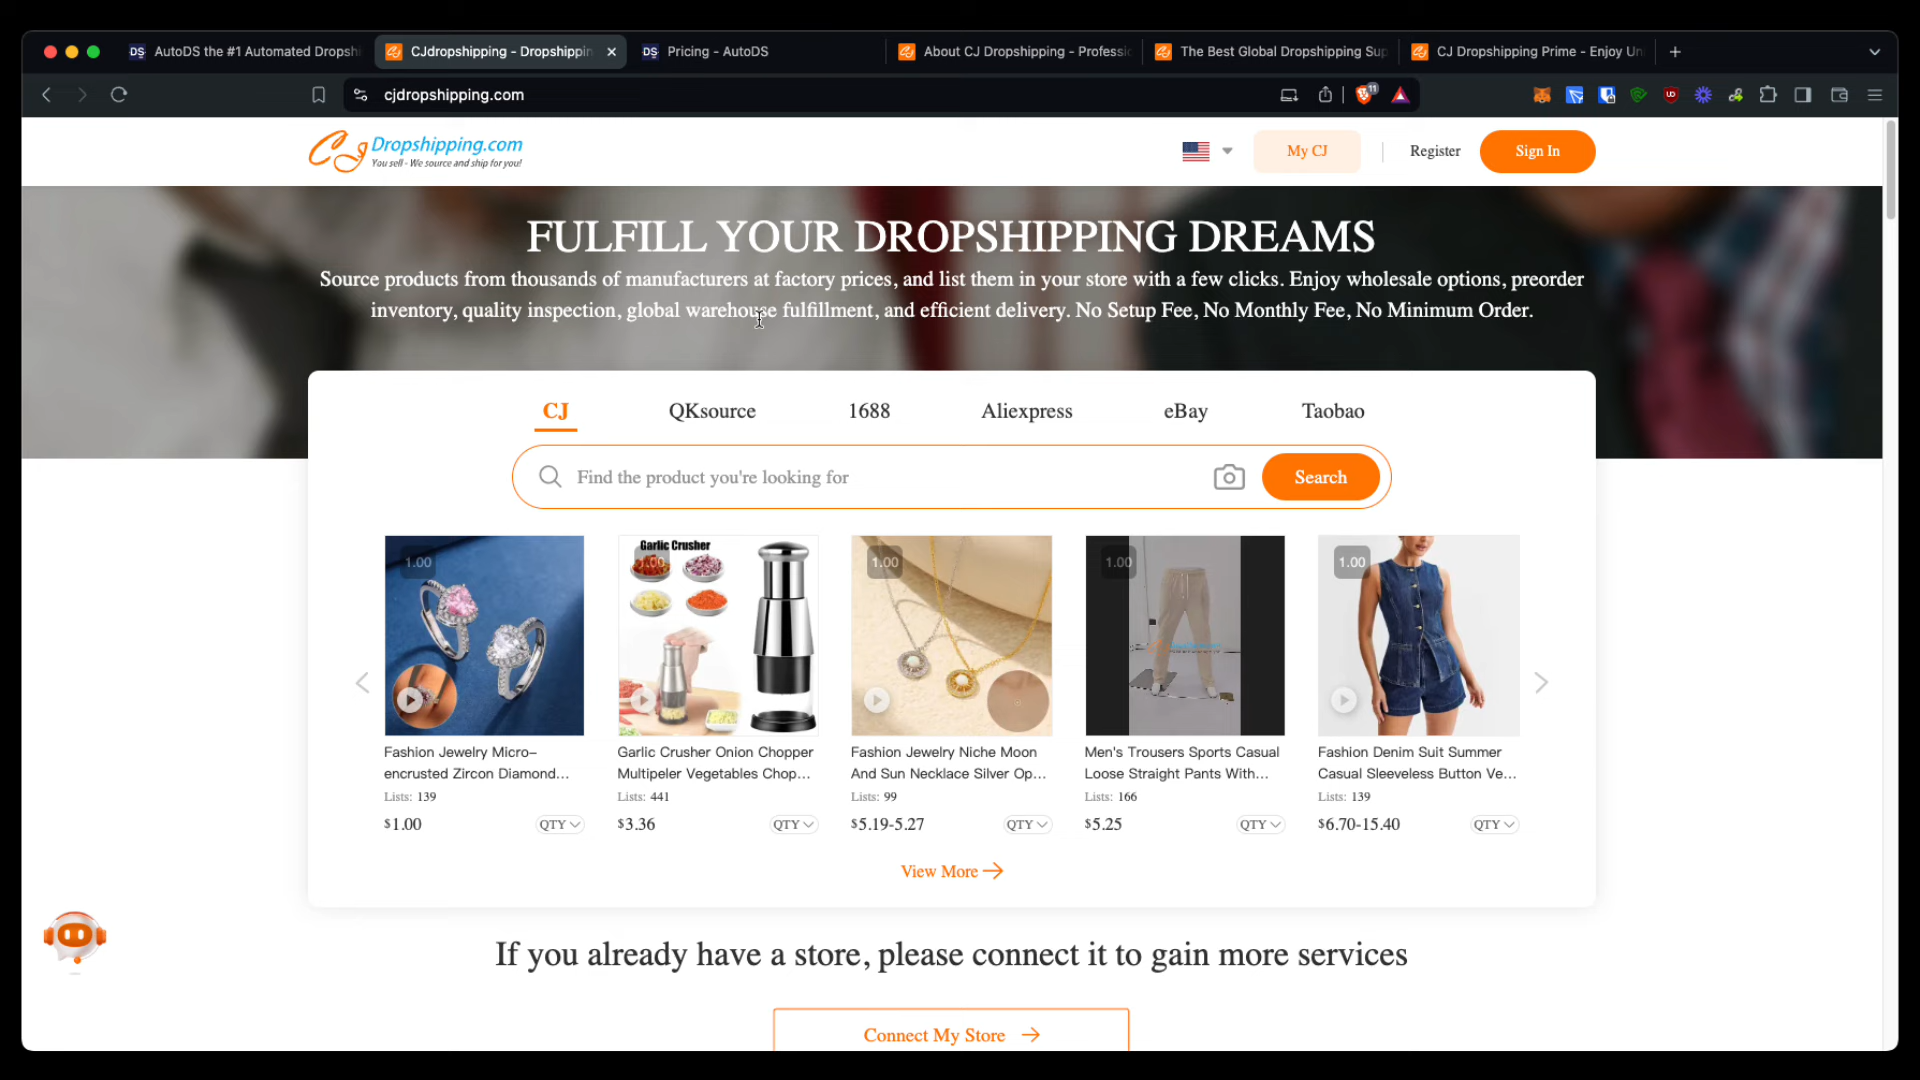 AutoDS the #1 Automated Dropshi
CJdropshipping - Dropshippin
Pricing - AutoDS
About CJ Dropshipping - Professic
The Best Global Dropshipping Sup
CJ Dropshipping Prime - Enjoy Un
cjdropshipping.com
11
Dropshipping.com
You sell - We source and ship for you!
My CJ
Register
Sign In
FULFILL YOUR DROPSHIPPING DREAMS
Source products from thousands of manufacturers at factory prices, and list them in your store with a few clicks. Enjoy wholesale options, preorder
inventory, quality inspection, global warehouse fulfillment, and efficient delivery. No Setup Fee, No Monthly Fee, No Minimum Order.
CJ QKsource 1688 Aliexpress eBay Taobao
Find the product you're looking for
Search
1.00
Garlic Crusher
1.00
1.00
1.00
1.00
Fashion Jewelry Micro-
encrusted Zircon Diamond...
Lists: 139
$1.00 QTY
Garlic Crusher Onion Chopper
Multipeler Vegetables Chop...
Lists: 441
$3.36 QTY
Fashion Jewelry Niche Moon
And Sun Necklace Silver Op...
Lists: 99
$5.19-5.27 QTY
Men's Trousers Sports Casual
Loose Straight Pants With...
Lists: 166
$5.25 QTY
Fashion Denim Suit Summer
Casual Sleeveless Button Ve...
Lists: 139
$6.70-15.40 QTY
View More
If you already have a store, please connect it to gain more services
Connect My Store